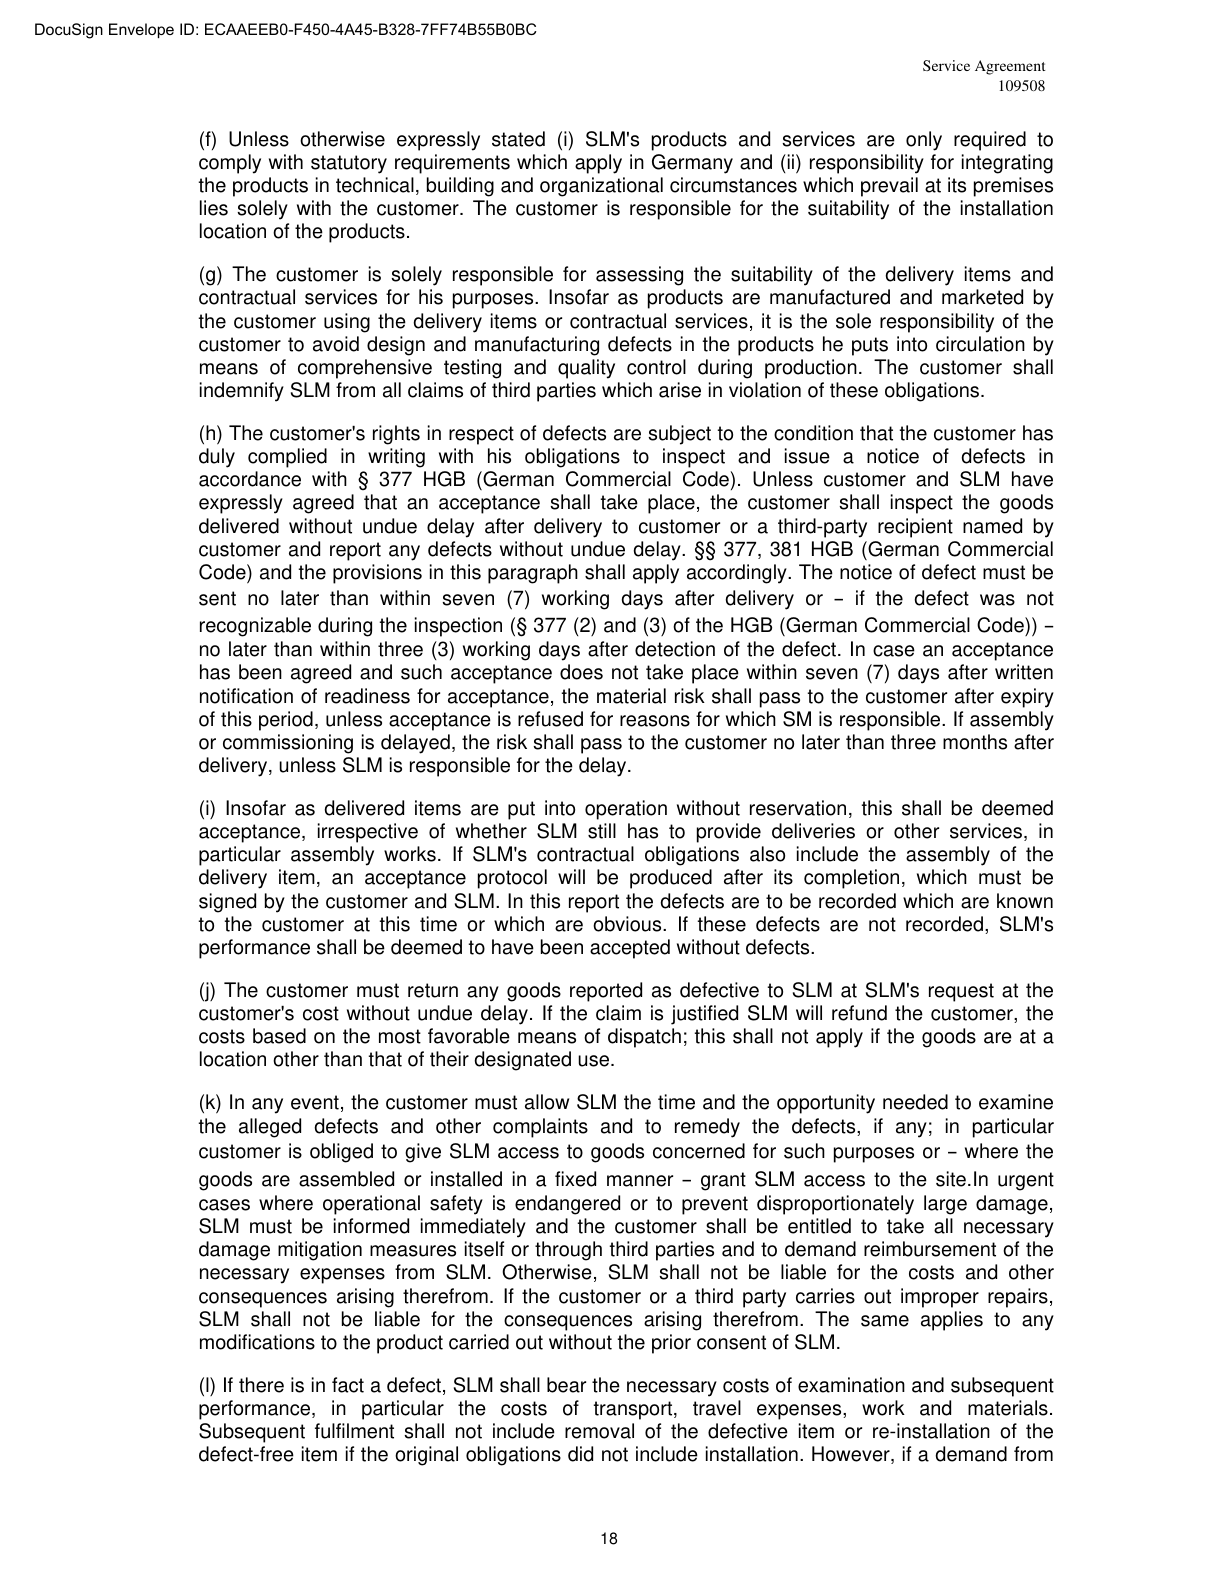 DocuSign Envelope ID: ECAAEEB0-F450-4A45-B328-7FF74B55B0BC
Service Agreement
109508
(f) Unless otherwise expressly stated (i) SLM's products and services are only required to
comply with statutory requirements which apply in Germany and (ii) responsibility for integrating
the products in technical, building and organizational circumstances which prevail at its premises
lies solely with the customer. The customer is responsible for the suitability of the installation
location of the products.
(g) The customer is solely responsible for assessing the suitability of the delivery items and
contractual services for his purposes. Insofar as products are manufactured and marketed by
the customer using the delivery items or contractual services, it is the sole responsibility of the
customer to avoid design and manufacturing defects in the products he puts into circulation by
means of comprehensive testing and quality control during production. The customer shall
indemnify SLM from all claims of third parties which arise in violation of these obligations.
(h) The customer's rights in respect of defects are subject to the condition that the customer has
duly complied in writing with his obligations to inspect and issue a notice of defects in
accordance with § 377 HGB (German Commercial Code). Unless customer and SLM have
expressly agreed that an acceptance shall take place, the customer shall inspect the goods
delivered without undue delay after delivery to customer or a third-party recipient named by
customer and report any defects without undue delay. §§ 377, 381 HGB (German Commercial
Code) and the provisions in this paragraph shall apply accordingly. The notice of defect must be
sent no later than within seven (7) working days after delivery or – if the defect was not
recognizable during the inspection (§ 377 (2) and (3) of the HGB (German Commercial Code)) –
no later than within three (3) working days after detection of the defect. In case an acceptance
has been agreed and such acceptance does not take place within seven (7) days after written
notification of readiness for acceptance, the material risk shall pass to the customer after expiry
of this period, unless acceptance is refused for reasons for which SM is responsible. If assembly
or commissioning is delayed, the risk shall pass to the customer no later than three months after
delivery, unless SLM is responsible for the delay.
(i) Insofar as delivered items are put into operation without reservation, this shall be deemed
acceptance, irrespective of whether SLM still has to provide deliveries or other services, in
particular assembly works. If SLM's contractual obligations also include the assembly of the
delivery item, an acceptance protocol will be produced after its completion, which must be
signed by the customer and SLM. In this report the defects are to be recorded which are known
to the customer at this time or which are obvious. If these defects are not recorded, SLM's
performance shall be deemed to have been accepted without defects.
(j) The customer must return any goods reported as defective to SLM at SLM's request at the
customer's cost without undue delay. If the claim is justified SLM will refund the customer, the
costs based on the most favorable means of dispatch; this shall not apply if the goods are at a
location other than that of their designated use.
(k) In any event, the customer must allow SLM the time and the opportunity needed to examine
the alleged defects and other complaints and to remedy the defects, if any; in particular
customer is obliged to give SLM access to goods concerned for such purposes or – where the
goods are assembled or installed in a fixed manner – grant SLM access to the site.In urgent
cases where operational safety is endangered or to prevent disproportionately large damage,
SLM must be informed immediately and the customer shall be entitled to take all necessary
damage mitigation measures itself or through third parties and to demand reimbursement of the
necessary expenses from SLM. Otherwise, SLM shall not be liable for the costs and other
consequences arising therefrom. If the customer or a third party carries out improper repairs,
SLM shall not be liable for the consequences arising therefrom. The same applies to any
modifications to the product carried out without the prior consent of SLM.
(l) If there is in fact a defect, SLM shall bear the necessary costs of examination and subsequent
performance, in particular the costs of transport, travel expenses, work and materials.
Subsequent fulfilment shall not include removal of the defective item or re-installation of the
defect-free item if the original obligations did not include installation. However, if a demand from
18